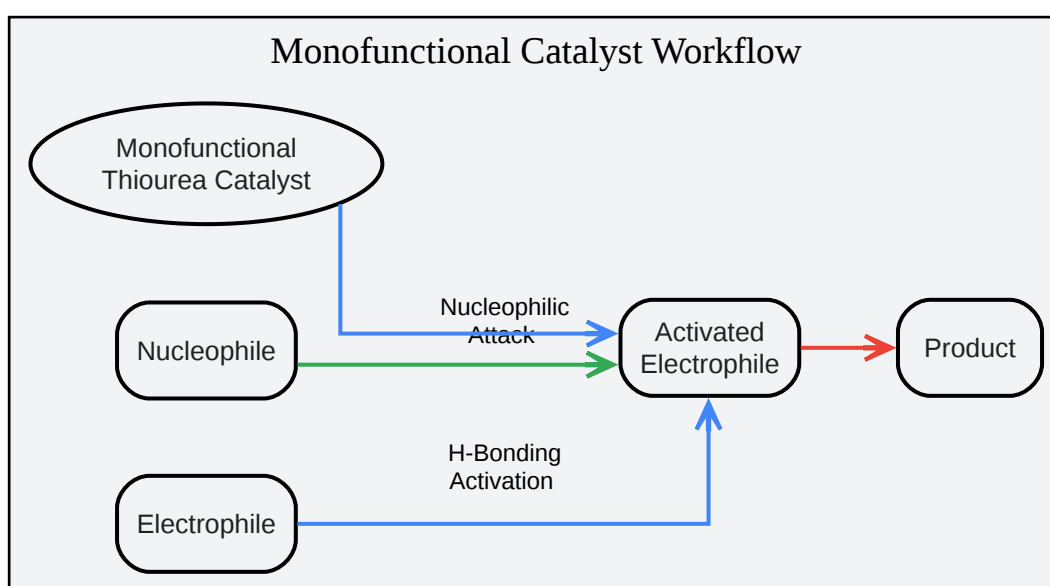 Monofunctional Catalyst Workflow
Monofunctional
Thiourea Catalyst
Nucleophilic
Attack
Nucleophile
Activated
Electrophile
Product
H-Bonding
Activation
Electrophile